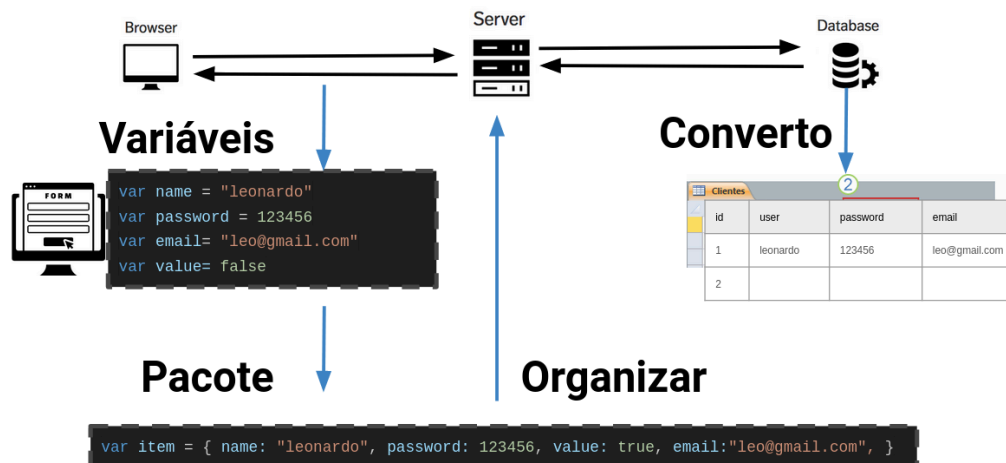 Browser
Server
Database
Variáveis
Converto
FORM
var name = "leonardo"
var password = 123456
var email= "leo@gmail.com"
var value= false
2
Clientes
id user password email
1 leonardo 123456 leo@gmail.com
2
Pacote
Organizar
var item = { name: "leonardo", password: 123456, value: true, email:"leo@gmail.com", }